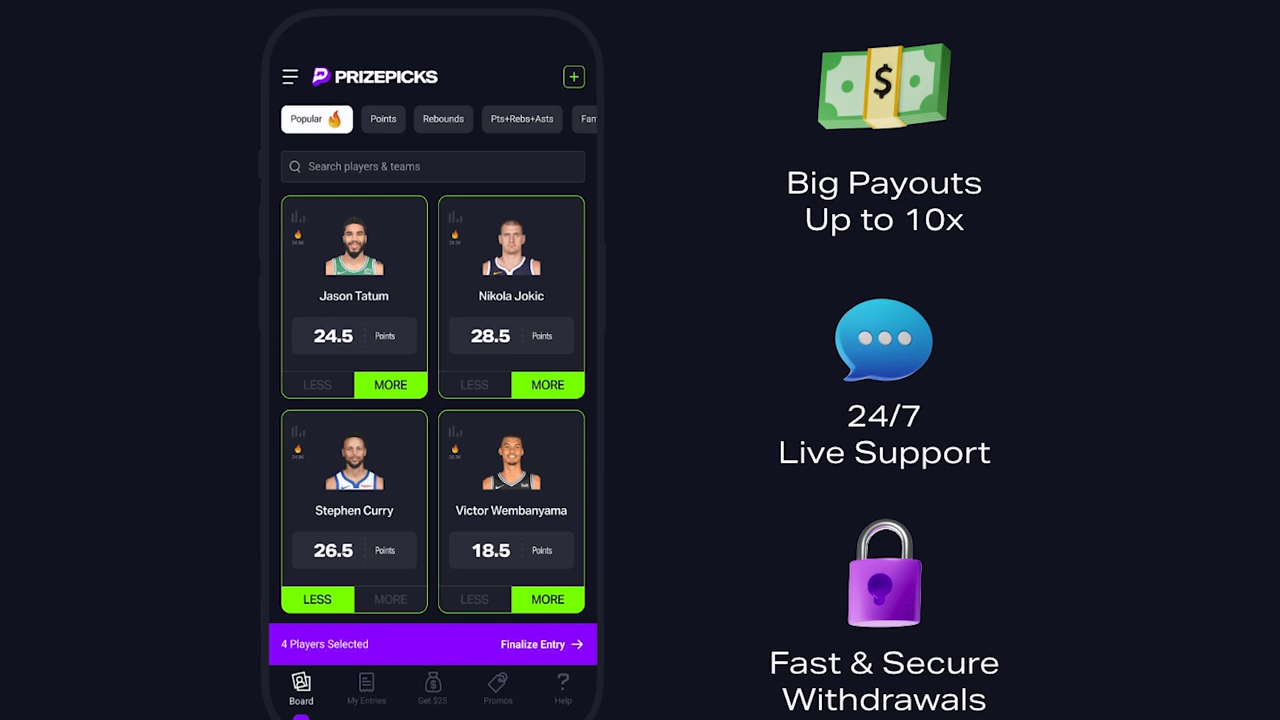 PRIZEPICKS
Popular
Points
Rebounds
Pts+Rebs+Asts
Search players & teams
Jason Tatum
24.5 Points
LESS MORE
Nikola Jokic
28.5 Points
LESS MORE
Stephen Curry
26.5 Points
LESS MORE
Victor Wembanyama
18.5 Points
LESS MORE
4 Players Selected
Finalize Entry →
Board
My Entries
Get $25
Promos
Help
$
Big Payouts
Up to 10x
24/7
Live Support
Fast & Secure
Withdrawals